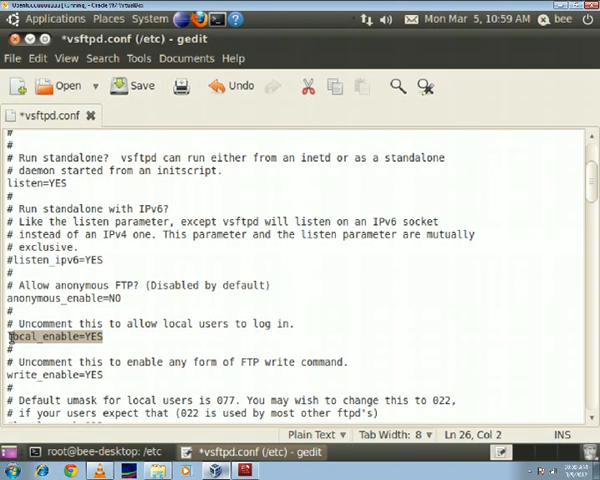 Applications Places System
Mon Mar 5, 10:59 AM bee
*vsftpd.conf (/etc) - gedit
File Edit View Search Tools Documents Help
Open Save Undo
*vsftpd.conf
#
#
# Run standalone?  vsftpd can run either from an inetd or as a standalone
# daemon started from an initscript.
listen=YES
#
# Run standalone with IPv6?
# Like the listen parameter, except vsftpd will listen on an IPv6 socket
# instead of an IPv4 one. This parameter and the listen parameter are mutually
# exclusive.
#listen_ipv6=YES
#
# Allow anonymous FTP? (Disabled by default)
anonymous_enable=NO
#
# Uncomment this to allow local users to log in.
local_enable=YES
#
# Uncomment this to enable any form of FTP write command.
write_enable=YES
#
# Default umask for local users is 077. You may wish to change this to 022,
# if your users expect that (022 is used by most other ftpd's)
Plain Text Tab Width: 8 Ln 26, Col 2 INS
root@bee-desktop: /etc *vsftpd.conf (/etc) - gedit